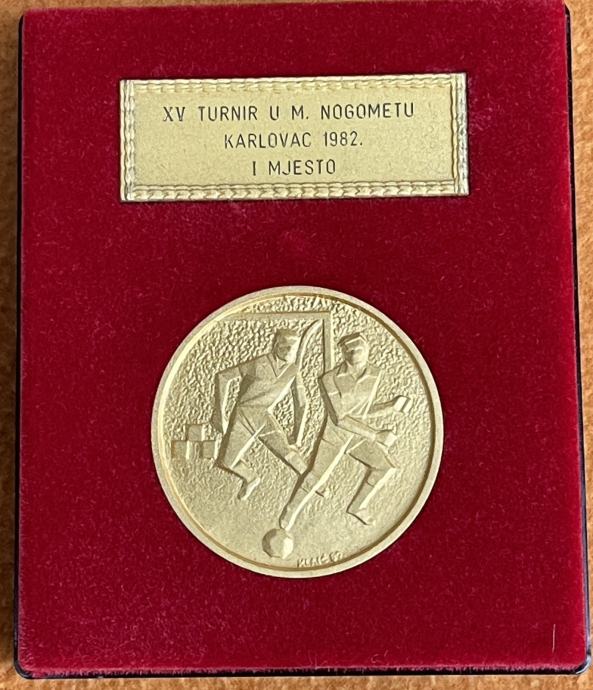 XV TURNIR U M. NOGOMETU
KARLOVAC 1982.
I MJESTO